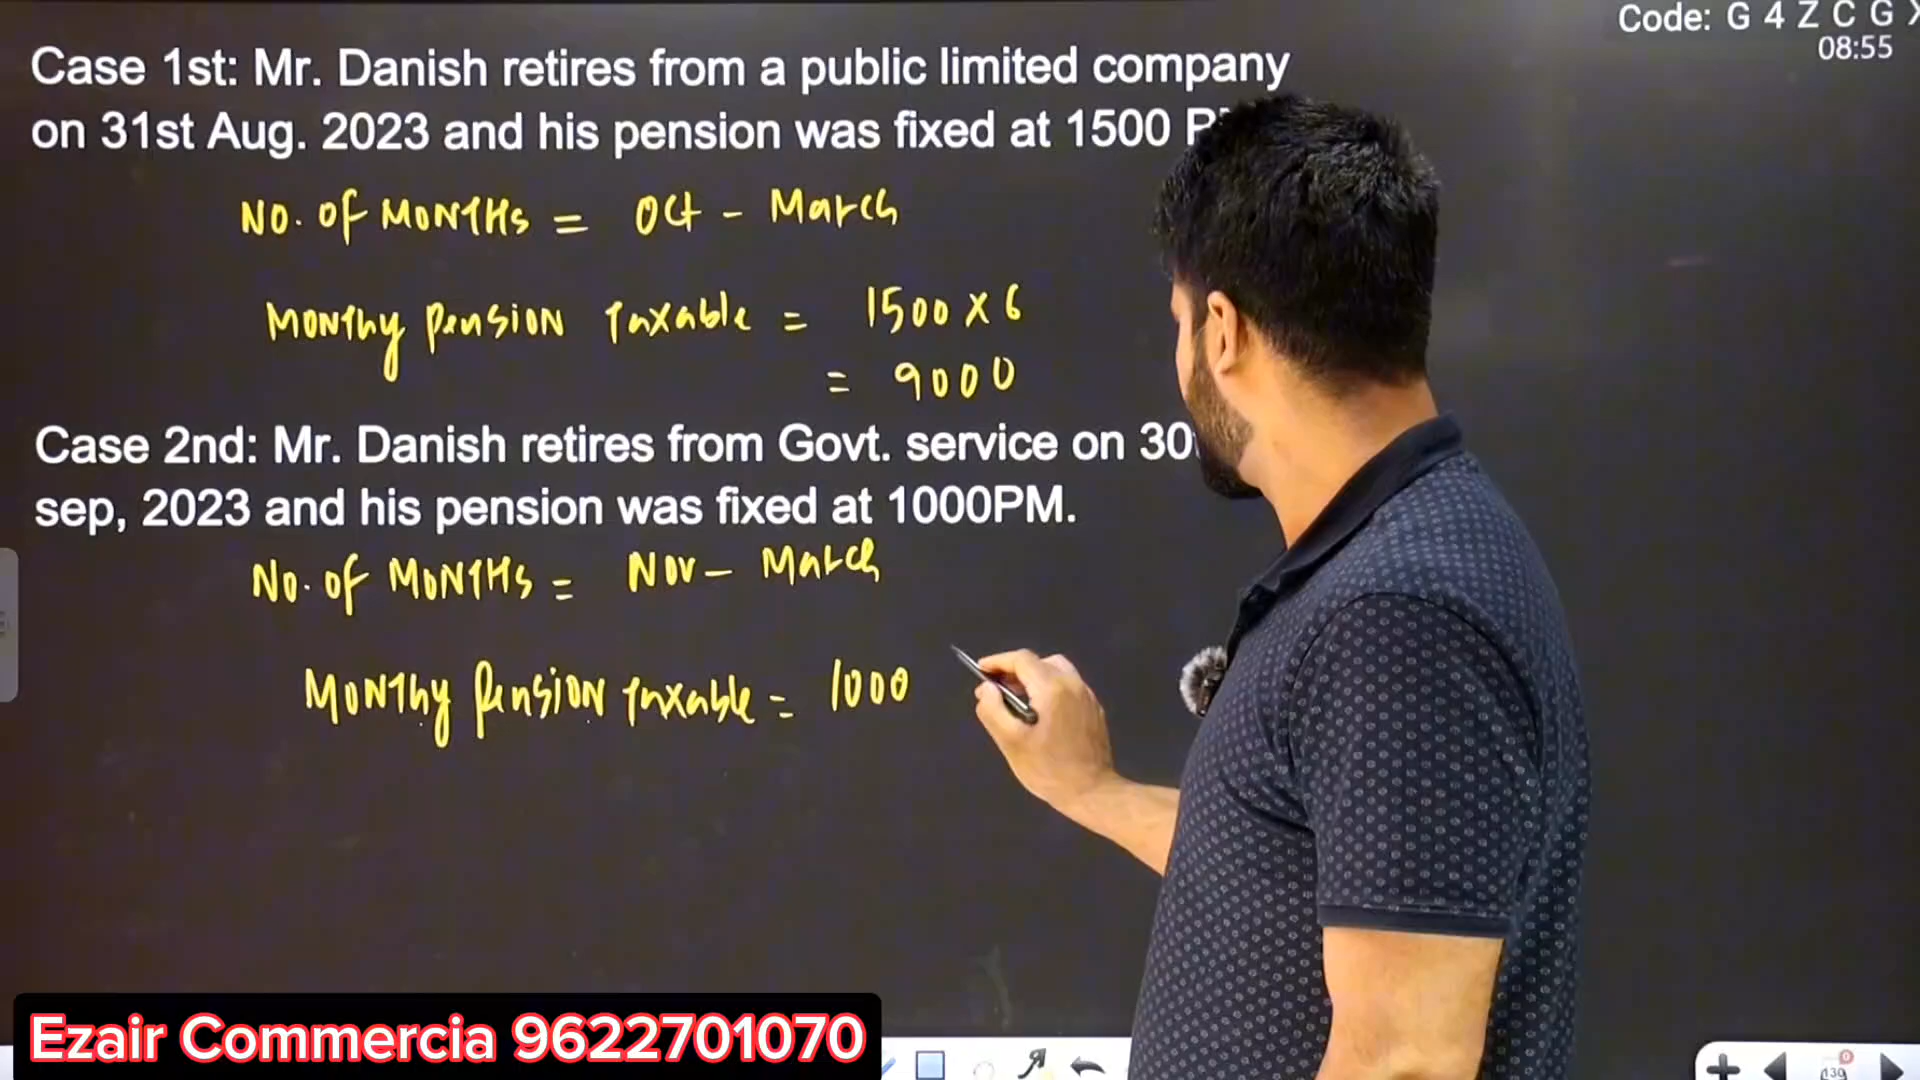 Code: G 4 Z C G
08:55
Case 1st: Mr. Danish retires from a public limited company
on 31st Aug. 2023 and his pension was fixed at 1500
NO. OF MONTHS = Oct - March
Monthy Pension Taxable = 1500 x 6
= 9000
Case 2nd: Mr. Danish retires from Govt. service on 30
sep, 2023 and his pension was fixed at 1000PM.
NO. OF MONTHS = Nov - March
Monthy Pension Taxable = 1000
Ezair Commercia 9622701070